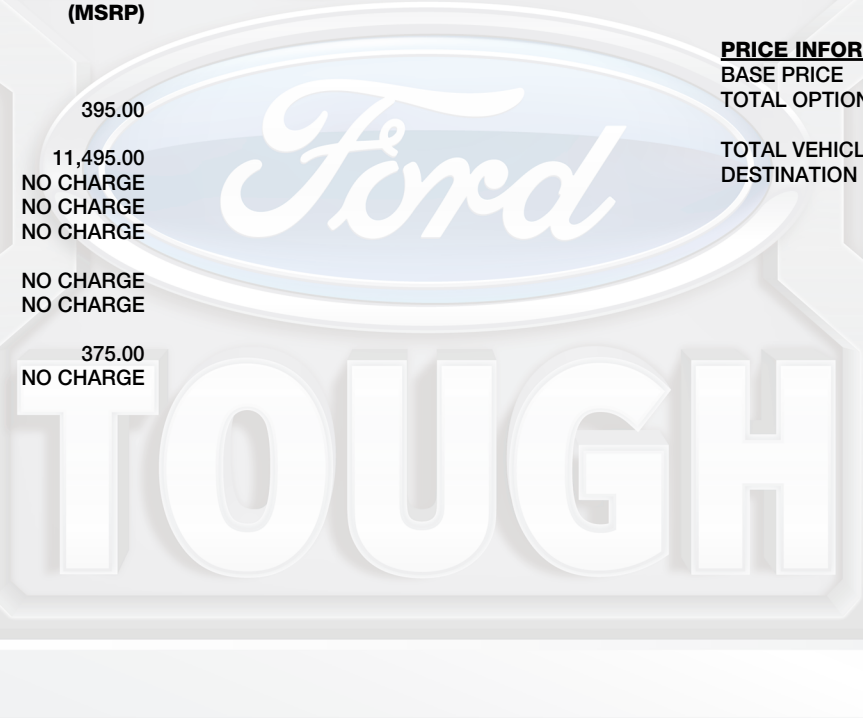 (MSRP)
395.00
11,495.00
NO CHARGE
NO CHARGE
NO CHARGE
NO CHARGE
NO CHARGE
375.00
NO CHARGE
PRICE INFOR
BASE PRICE
TOTAL OPTION
TOTAL VEHICL
DESTINATION
Ford
TOUGH